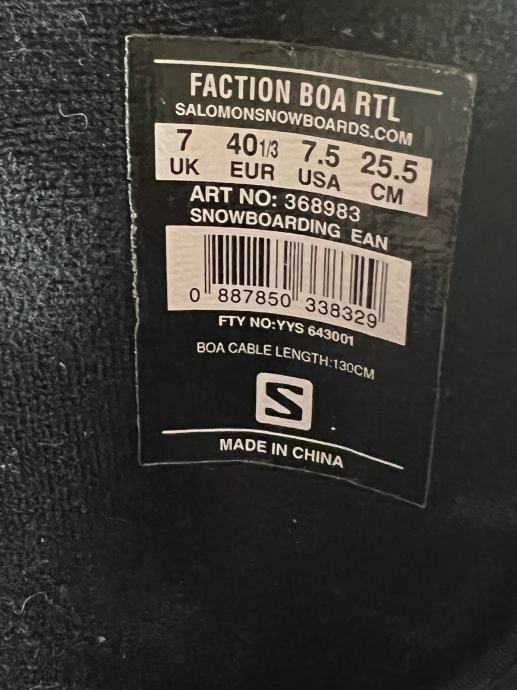 FACTION BOA RTL
SALOMONSNOWBOARDS.COM
7 40 1/3 7.5 25.5
UK EUR USA CM
ART NO: 368983
SNOWBOARDING EAN
0 887850 338329
FTY NO:YYS 643001
BOA CABLE LENGTH:130CM
S
MADE IN CHINA